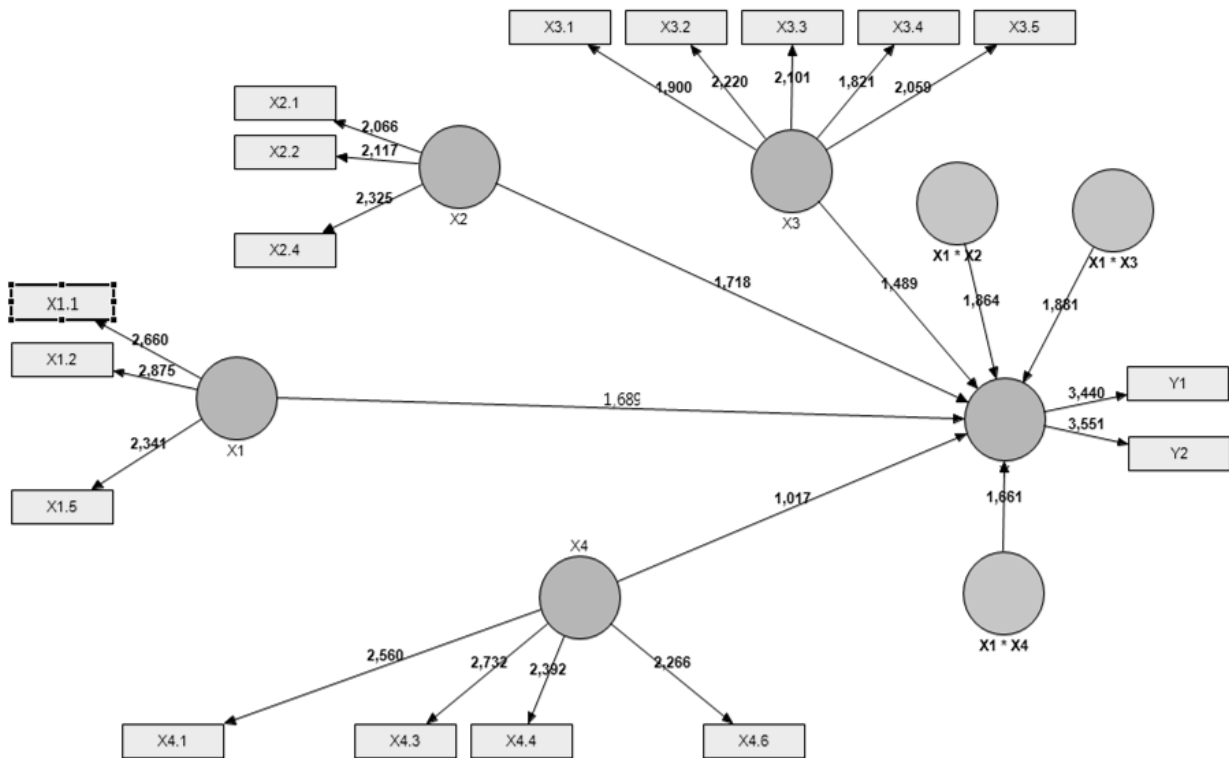 X3.1
X3.2
X3.3
X3.4
X3.5
1,900
2,220
2,101
1,821
2,059
X2.1
X2.2
X2.4
2,066
2,117
2,325
X2
X3
X1 * X2
X1 * X3
1,718
1,489
1,864
1,881
X1.1
X1.2
X1.5
2,660
2,875
2,341
X1
1,689
3,440
3,551
Y1
Y2
1,017
1,661
X4
X1 * X4
2,560
2,732
2,392
2,266
X4.1
X4.3
X4.4
X4.6